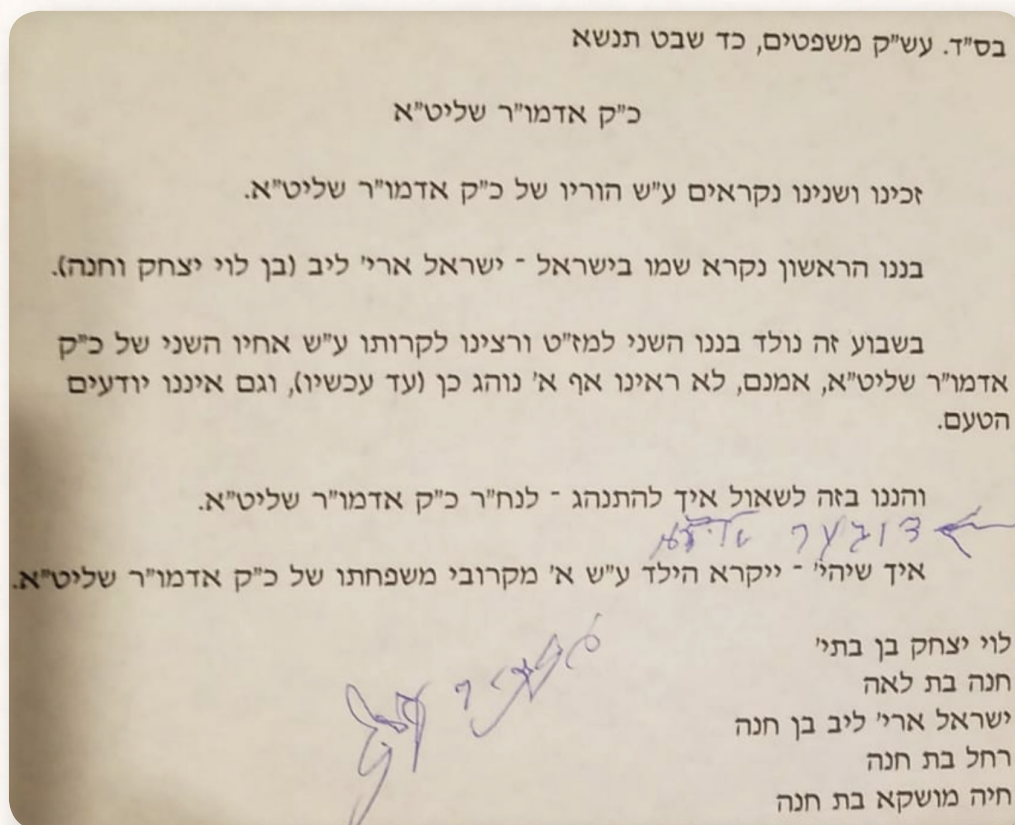 בס"ד. עש"ק משפטים, כד שבט תנשא
כ"ק אדמו"ר שליט"א
זכינו ושנינו נקראים ע"ש הוריו של כ"ק אדמו"ר שליט"א.
בננו הראשון נקרא שמו בישראל - ישראל ארי' ליב (בן לוי יצחק וחנה).
בשבוע זה נולד בננו השני למז"ט ורצינו לקרותו ע"ש אחיו השני של כ"ק
אדמו"ר שליט"א, אמנם, לא ראינו אף א' נוהג כן (עד עכשיו), וגם איננו יודעים
הטעם.
והננו בזה לשאול איך להתנהג - לנח"ר כ"ק אדמו"ר שליט"א.
דובער
איך שיהי' - ייקרא הילד ע"ש א' מקרובי משפחתו של כ"ק אדמו"ר שליט"א.
לוי יצחק בן בתי'
חנה בת לאה
ישראל ארי' ליב בן חנה
רחל בת חנה
חיה מושקא בת חנה